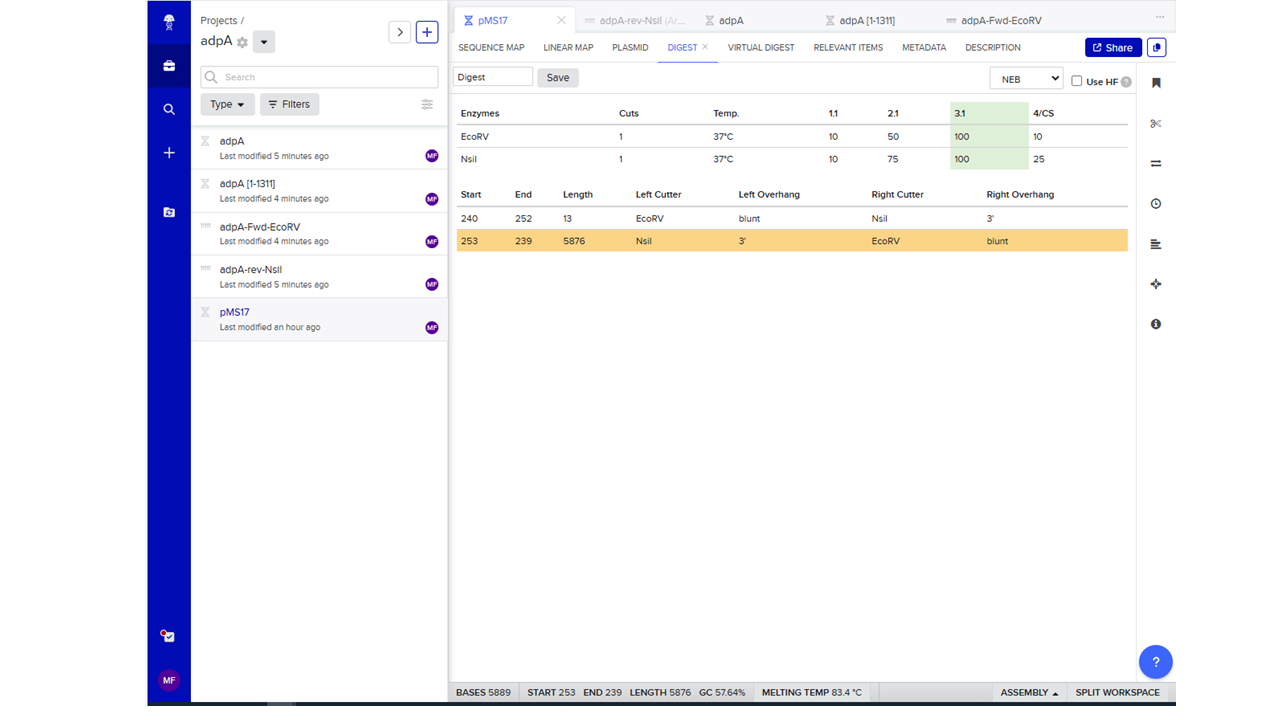 Projects /
adpA
Search
Type
Filters
adpA
Last modified 5 minutes ago
MF
adpA [1-1311]
Last modified 4 minutes ago
MF
adpA-Fwd-EcoRV
Last modified 4 minutes ago
MF
adpA-rev-NsiI
Last modified 5 minutes ago
MF
pMS17
Last modified an hour ago
MF
MF
pMS17 adpA-rev-NsiI (Ar... adpA adpA [1-1311] adpA-Fwd-EcoRV
SEQUENCE MAP LINEAR MAP PLASMID DIGEST VIRTUAL DIGEST RELEVANT ITEMS METADATA DESCRIPTION Share
Digest Save NEB Use HF ?
Enzymes Cuts Temp. 1.1 2.1 3.1 4/CS
EcoRV 1 37°C 10 50 100 10
NsiI 1 37°C 10 75 100 25
Start End Length Left Cutter Left Overhang Right Cutter Right Overhang
240 252 13 EcoRV blunt NsiI 3'
253 239 5876 NsiI 3' EcoRV blunt
?
BASES 5889 START 253 END 239 LENGTH 5876 GC 57.64% MELTING TEMP 83.4 °C ASSEMBLY SPLIT WORKSPACE